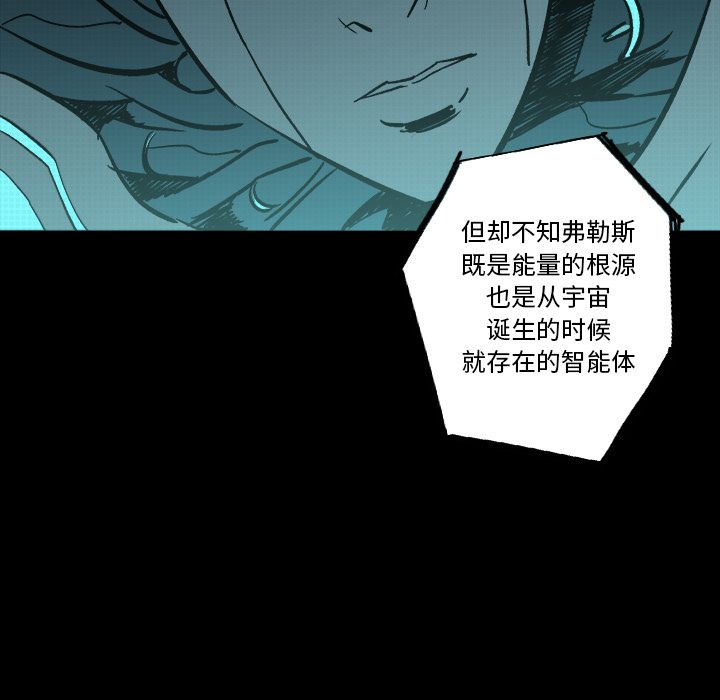 但却不知弗勒斯
既是能量的根源
也是从宇宙
诞生的时候
就存在的智能体